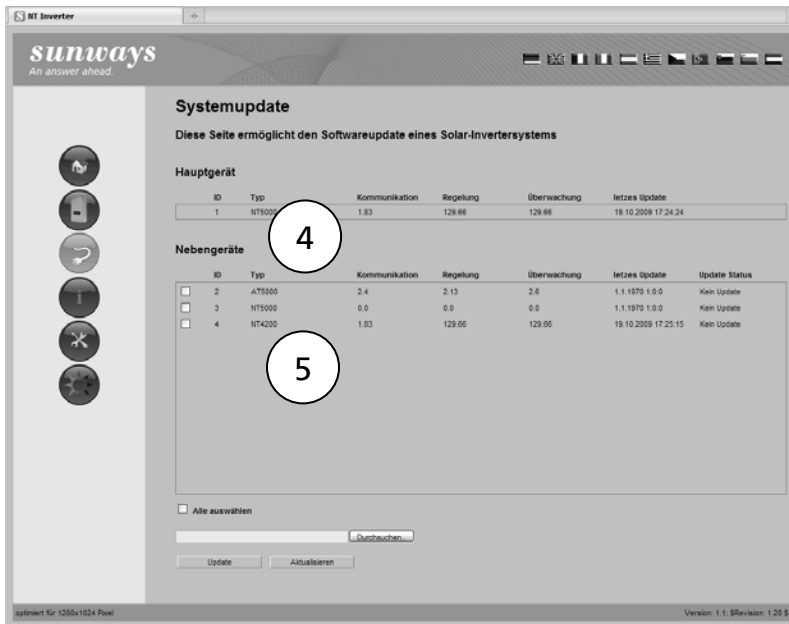 NT Inverter
sunways
An answer ahead.
Systemupdate
Diese Seite ermöglicht den Softwareupdate eines Solar-Invertersystems
Hauptgerät
ID Typ Kommunikation Regelung Überwachung letzes Update
1 NT5000 1.83 129.66 129.66 19.10.2009 17:24:24
4
Nebengeräte
ID Typ Kommunikation Regelung Überwachung letzes Update Update Status
2 AT5000 2.4 2.13 2.6 1.1.1970 1:0:0 Kein Update
3 NT5000 0.0 0.0 0.0 1.1.1970 1:0:0 Kein Update
4 NT4200 1.83 129.66 129.66 19.10.2009 17:25:15 Kein Update
5
Alle auswählen
Durchsuchen...
Update Aktualisieren
optimiert für 1280x1024 Pixel Version: 1.1; $Revision: 1.20 $